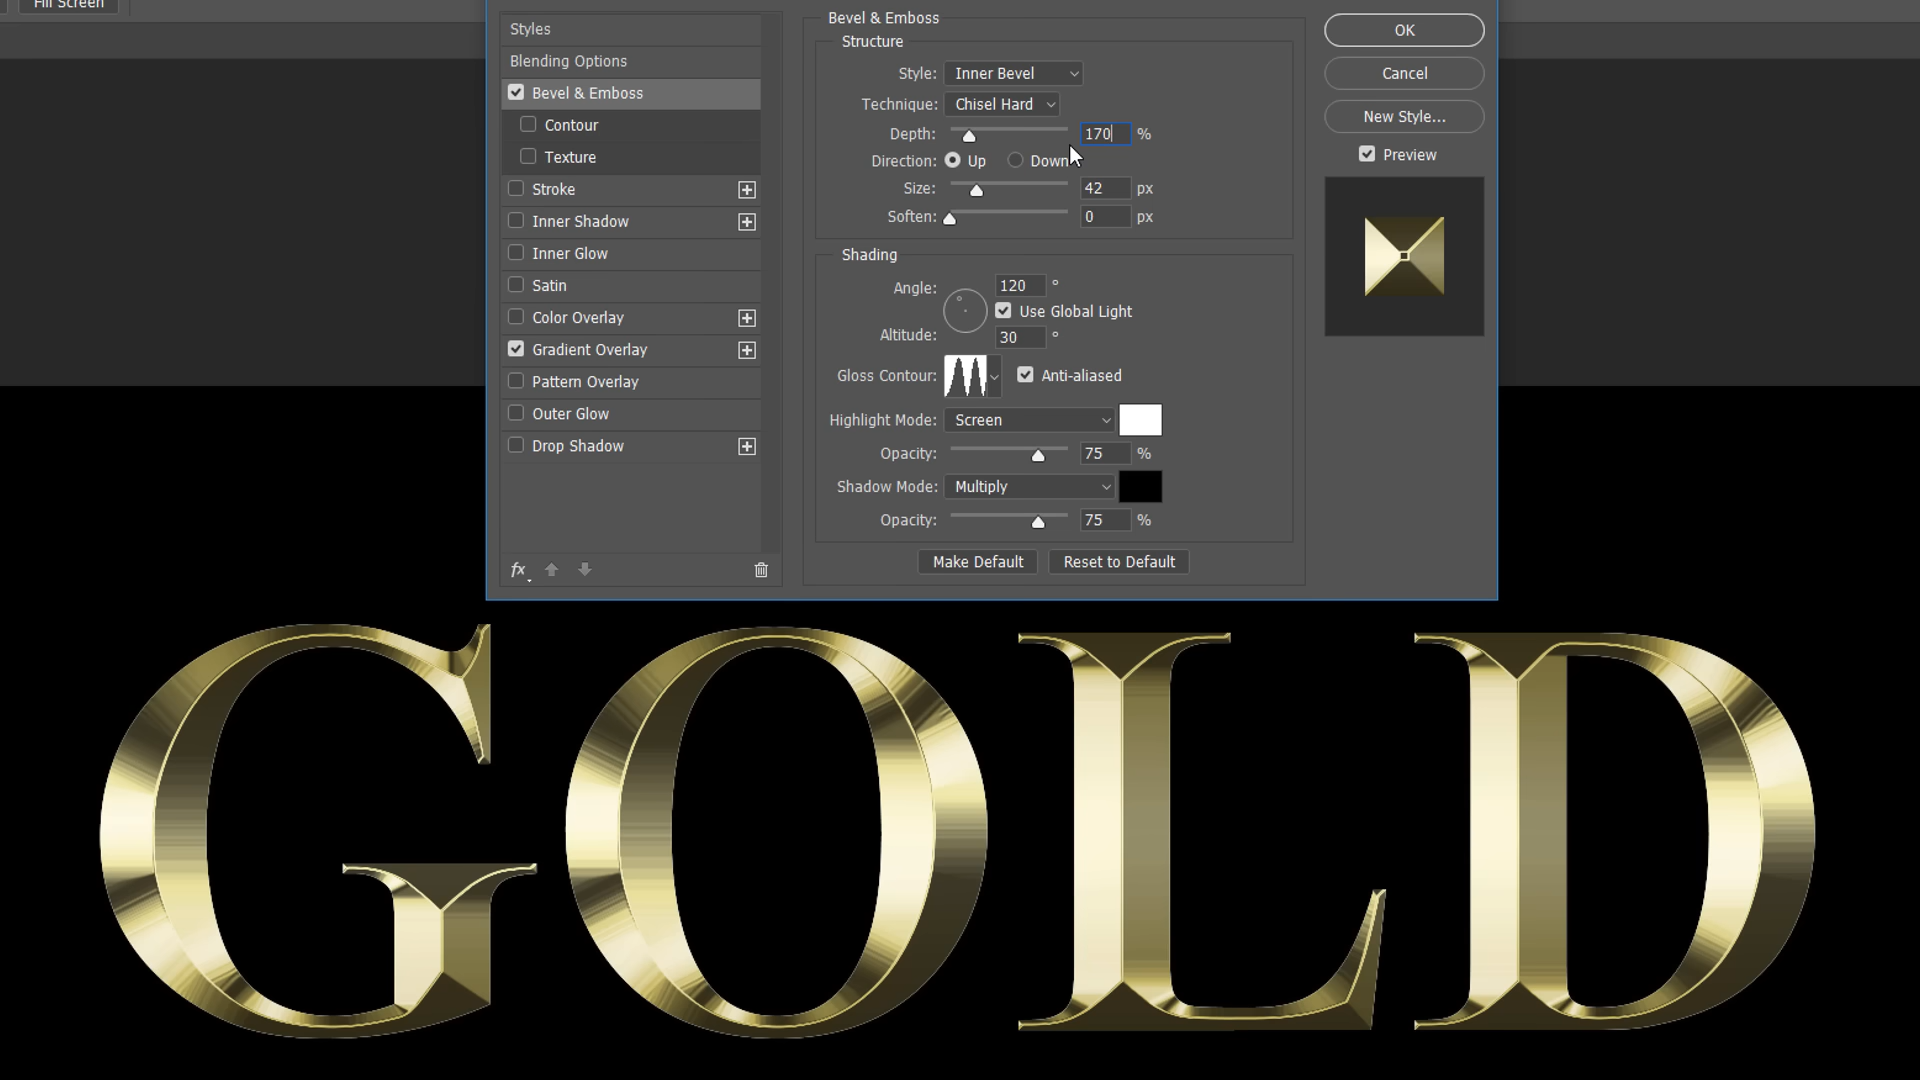 Fill Screen
Styles
Blending Options
Bevel & Emboss
Contour
Texture
Stroke
Inner Shadow
Inner Glow
Satin
Color Overlay
Gradient Overlay
Pattern Overlay
Outer Glow
Drop Shadow
fx
Bevel & Emboss
Structure
Style: Inner Bevel
Technique: Chisel Hard
Depth: 170 %
Direction: Up Down
Size: 42 px
Soften: 0 px
Shading
Angle: 120 °
Use Global Light
Altitude: 30 °
Gloss Contour: Anti-aliased
Highlight Mode: Screen
Opacity: 75 %
Shadow Mode: Multiply
Opacity: 75 %
Make Default Reset to Default
OK
Cancel
New Style...
Preview
GOLD